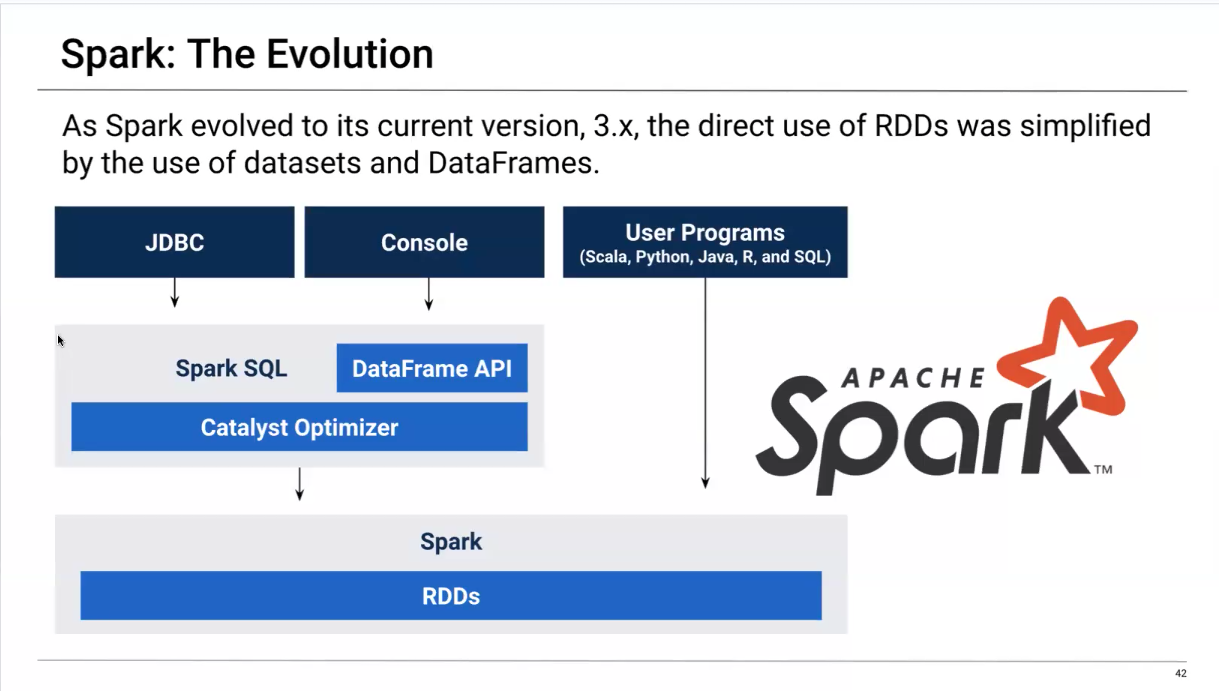 Spark: The Evolution
As Spark evolved to its current version, 3.x, the direct use of RDDs was simplified
by the use of datasets and DataFrames.
JDBC
Console
User Programs
(Scala, Python, Java, R, and SQL)
Spark SQL
DataFrame API
Catalyst Optimizer
APACHE
Spark™
Spark
RDDs
42